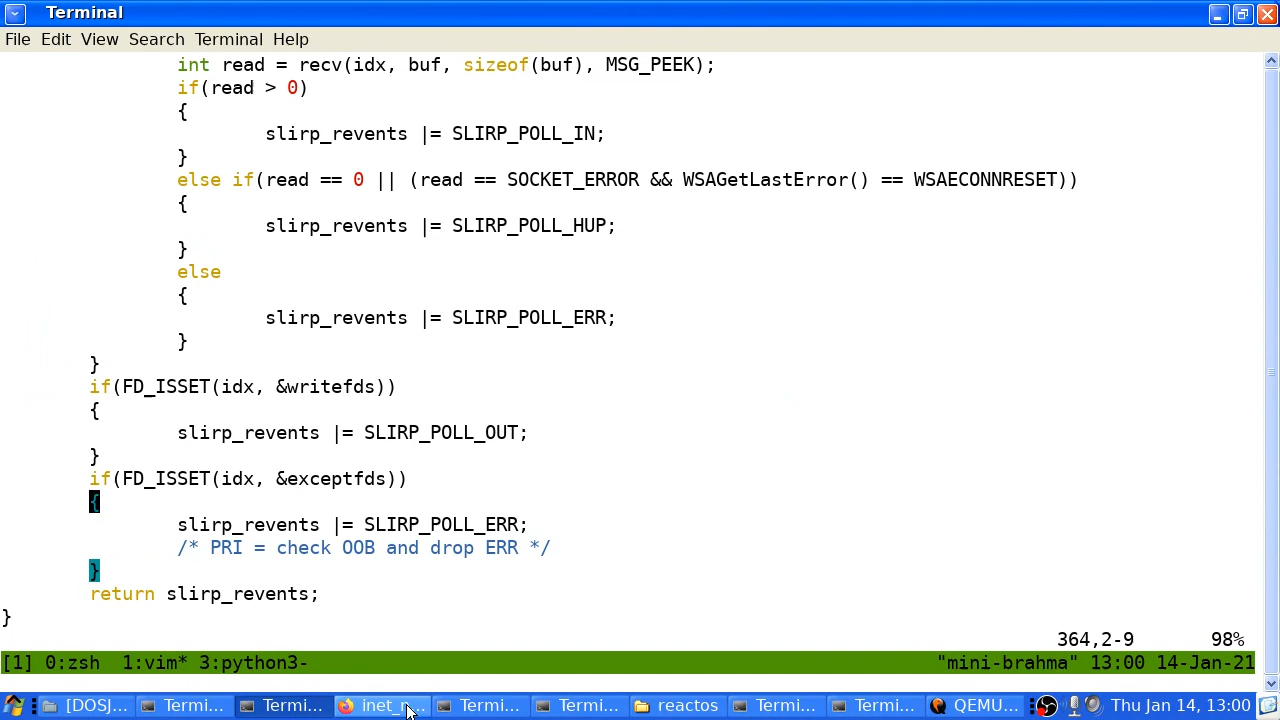 Terminal
File Edit View Search Terminal Help
int read = recv(idx, buf, sizeof(buf), MSG_PEEK);
if(read > 0)
{
slirp_revents |= SLIRP_POLL_IN;
}
else if(read == 0 || (read == SOCKET_ERROR && WSAGetLastError() == WSAECONNRESET))
{
slirp_revents |= SLIRP_POLL_HUP;
}
else
{
slirp_revents |= SLIRP_POLL_ERR;
}
}
if(FD_ISSET(idx, &writefds))
{
slirp_revents |= SLIRP_POLL_OUT;
}
if(FD_ISSET(idx, &exceptfds))
{
slirp_revents |= SLIRP_POLL_ERR;
/* PRI = check OOB and drop ERR */
}
return slirp_revents;
}
364,2-9 98%
[1] 0:zsh 1:vim* 3:python3- "mini-brahma" 13:00 14-Jan-21
[DOSJ... Termi... Termi... inet_... Termi... Termi... reactos Termi... Termi... QEMU... Thu Jan 14, 13:00